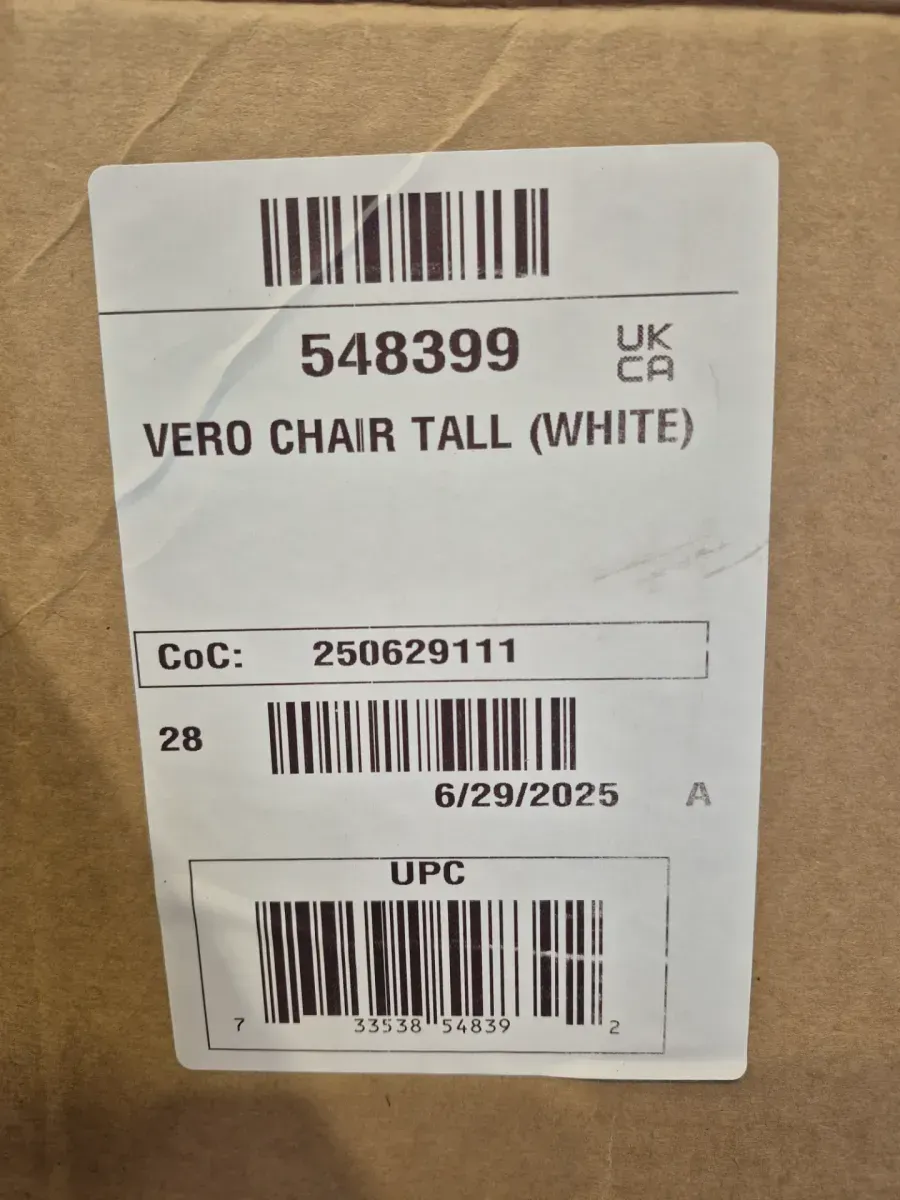 548399
UK
CA
VERO CHAIR TALL (WHITE)
CoC: 250629111
28
6/29/2025 A
UPC
7 33538 54839 2